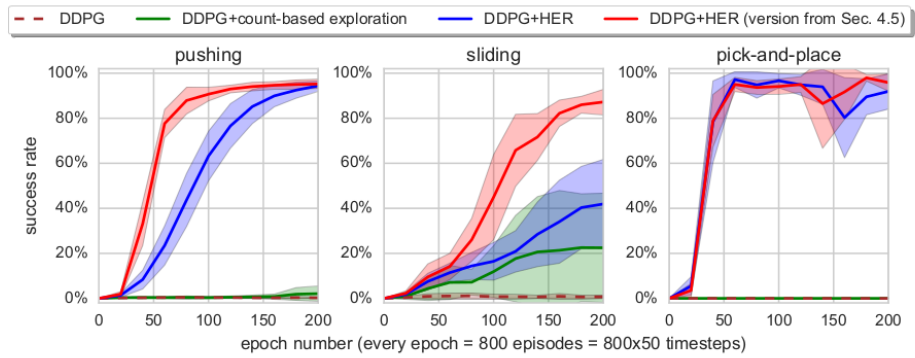 DDPG DDPG+count-based exploration DDPG+HER DDPG+HER (version from Sec. 4.5)
pushing sliding pick-and-place
success rate
100% 100% 100%
80% 80% 80%
60% 60% 60%
40% 40% 40%
20% 20% 20%
0% 0% 0%
0 50 100 150 200 0 50 100 150 200 0 50 100 150 200
epoch number (every epoch = 800 episodes = 800x50 timesteps)